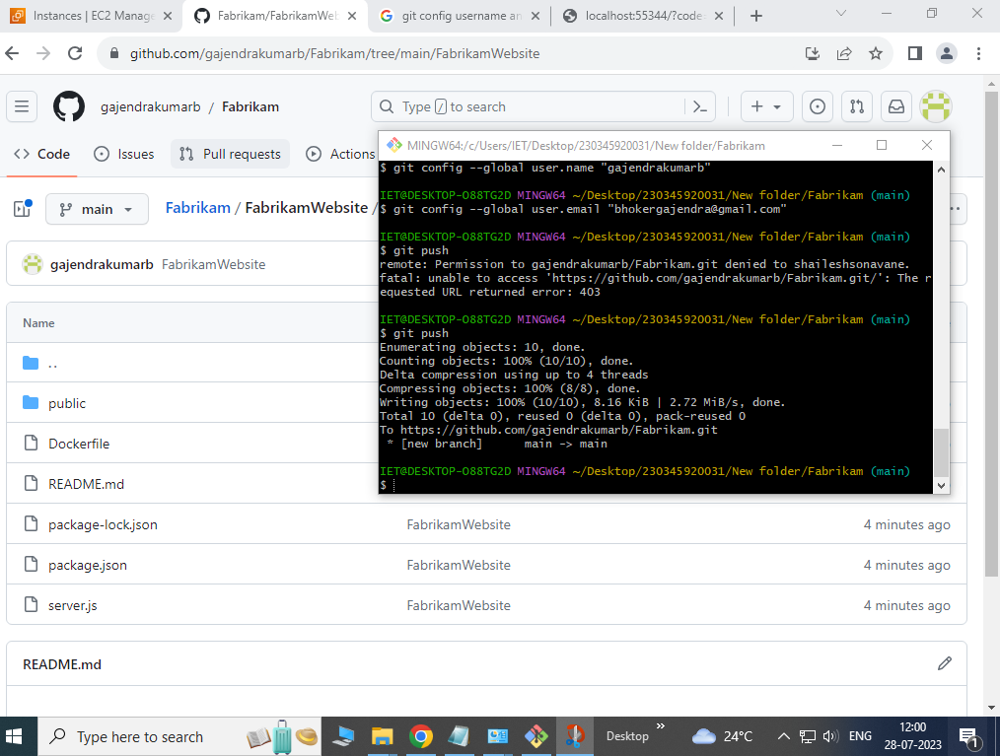 Instances | EC2 Manage
Fabrikam/FabrikamWeb
git config username an
localhost:55344/?code
github.com/gajendrakumarb/Fabrikam/tree/main/FabrikamWebsite
gajendrakumarb / Fabrikam
Type / to search
Code
Issues
Pull requests
Actions
main
Fabrikam / FabrikamWebsite /
gajendrakumarb FabrikamWebsite
Name
..
public
Dockerfile
README.md
package-lock.json FabrikamWebsite 4 minutes ago
package.json FabrikamWebsite 4 minutes ago
server.js FabrikamWebsite 4 minutes ago
README.md
MINGW64:/c/Users/IET/Desktop/230345920031/New folder/Fabrikam
$ git config --global user.name "gajendrakumarb"
IET@DESKTOP-O88TG2D MINGW64 ~/Desktop/230345920031/New folder/Fabrikam (main)
$ git config --global user.email "bhokergajendra@gmail.com"
IET@DESKTOP-O88TG2D MINGW64 ~/Desktop/230345920031/New folder/Fabrikam (main)
$ git push
remote: Permission to gajendrakumarb/Fabrikam.git denied to shaileshsonavane.
fatal: unable to access 'https://github.com/gajendrakumarb/Fabrikam.git/': The r
equested URL returned error: 403
IET@DESKTOP-O88TG2D MINGW64 ~/Desktop/230345920031/New folder/Fabrikam (main)
$ git push
Enumerating objects: 10, done.
Counting objects: 100% (10/10), done.
Delta compression using up to 4 threads
Compressing objects: 100% (8/8), done.
Writing objects: 100% (10/10), 8.16 KiB | 2.72 MiB/s, done.
Total 10 (delta 0), reused 0 (delta 0), pack-reused 0
To https://github.com/gajendrakumarb/Fabrikam.git
* [new branch] main -> main
IET@DESKTOP-O88TG2D MINGW64 ~/Desktop/230345920031/New folder/Fabrikam (main)
$
Type here to search
Desktop
24°C
ENG
12:00
28-07-2023
1